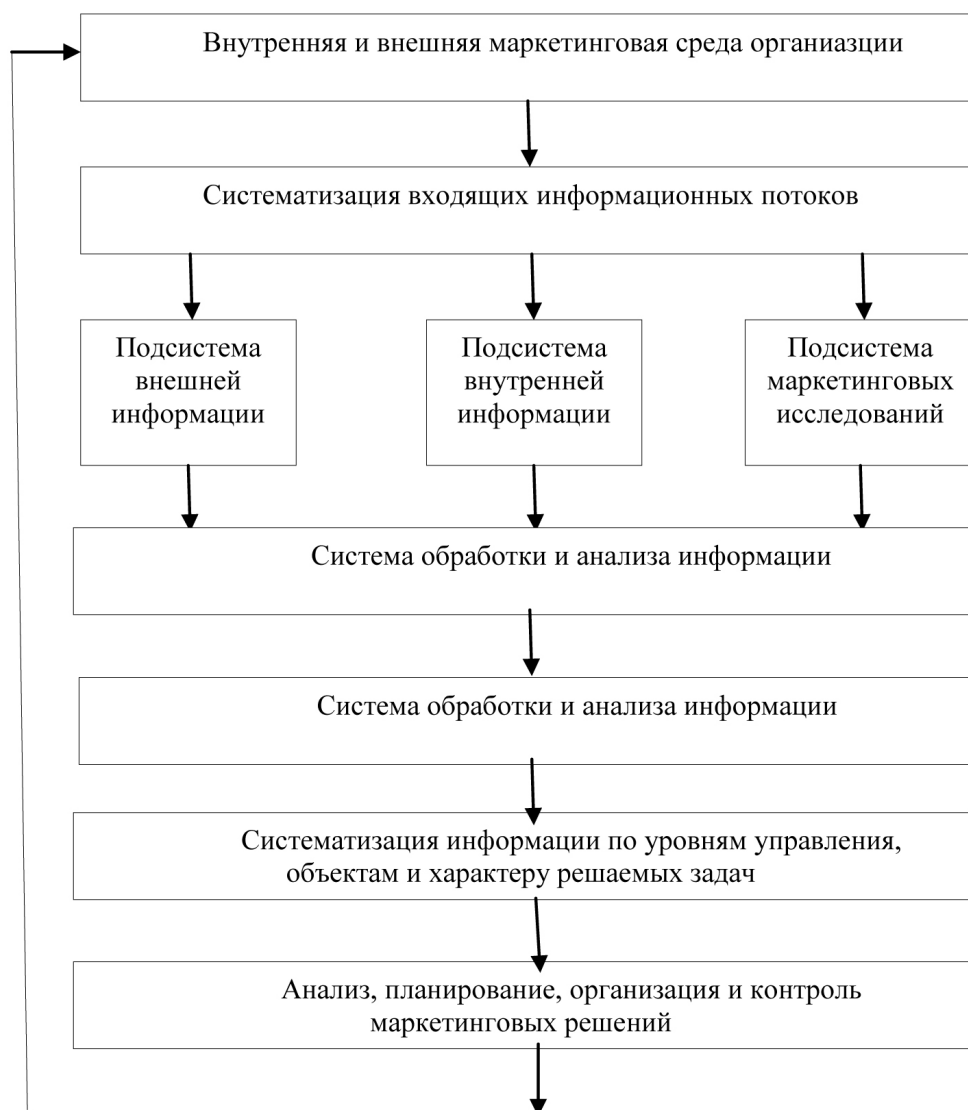 Внутренняя и внешняя маркетинговая среда органиазции
Систематизация входящих информационных потоков
Подсистема
внешней
информации
Подсистема
внутренней
информации
Подсистема
маркетинговых
исследований
Система обработки и анализа информации
Система обработки и анализа информации
Систематизация информации по уровням управления,
объектам и характеру решаемых задач
Анализ, планирование, организация и контроль
маркетинговых решений